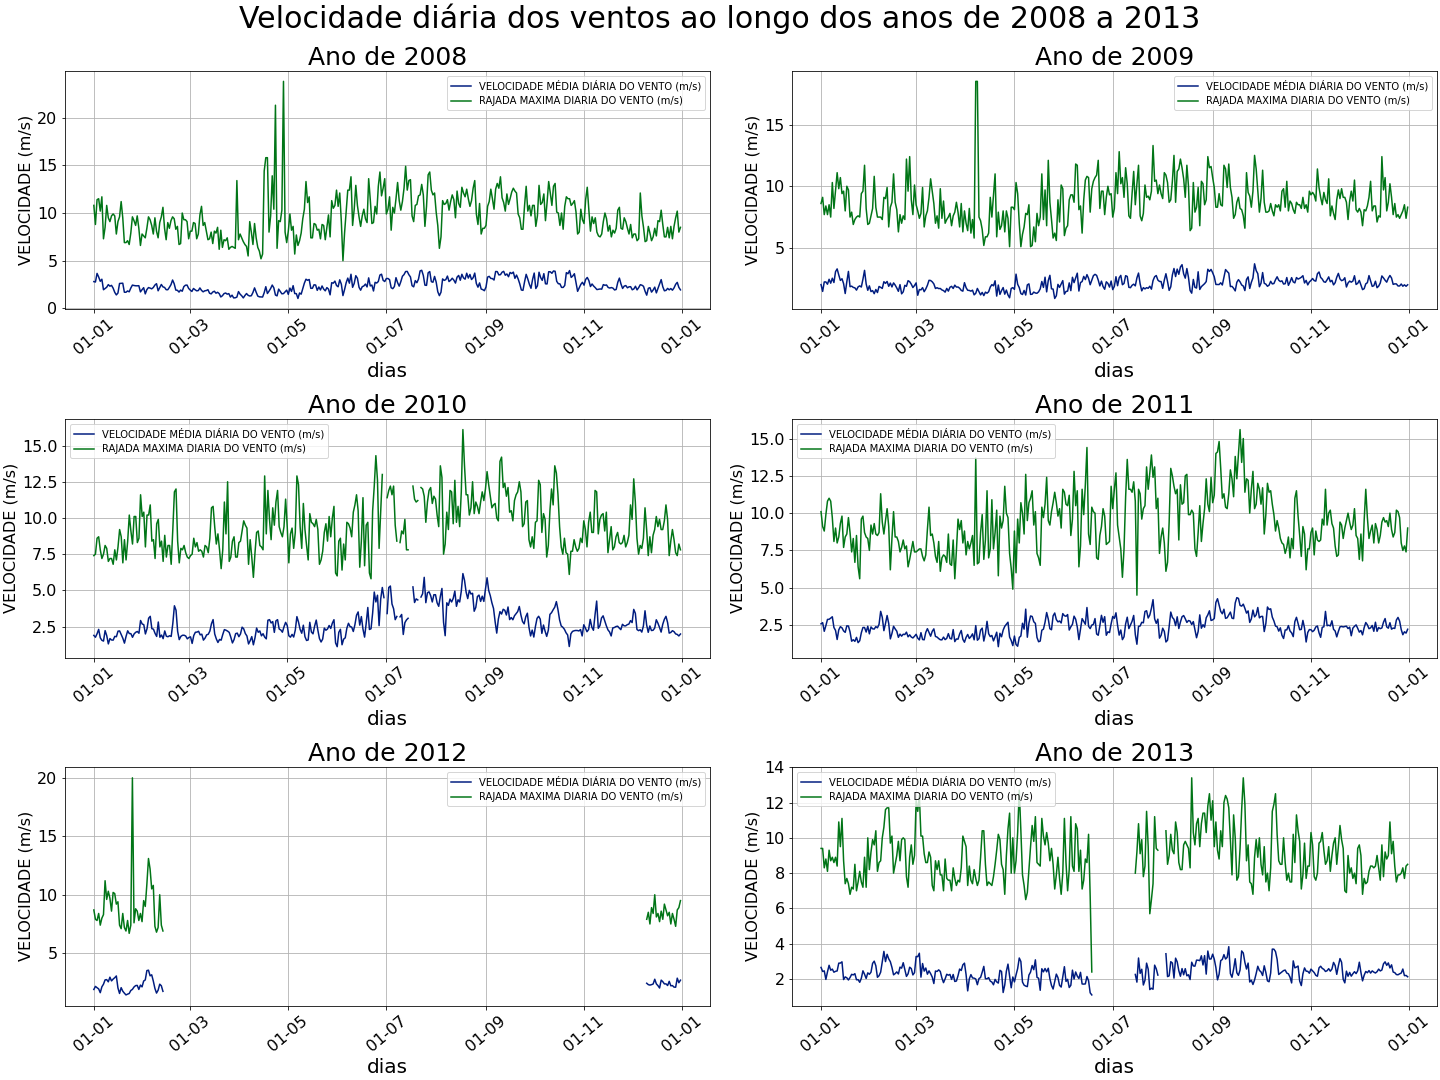 Velocidade diária dos ventos ao longo dos anos de 2008 a 2013
Ano de 2008
VELOCIDADE (m/s)
20
15
10
5
0
VELOCIDADE MÉDIA DIÁRIA DO VENTO (m/s)
RAJADA MAXIMA DIARIA DO VENTO (m/s)
01-01
01-03
01-05
01-07
01-09
01-11
01-01
dias
Ano de 2009
VELOCIDADE (m/s)
15
10
5
VELOCIDADE MÉDIA DIÁRIA DO VENTO (m/s)
RAJADA MAXIMA DIARIA DO VENTO (m/s)
01-01
01-03
01-05
01-07
01-09
01-11
01-01
dias
Ano de 2010
VELOCIDADE (m/s)
15.0
12.5
10.0
7.5
5.0
2.5
VELOCIDADE MÉDIA DIÁRIA DO VENTO (m/s)
RAJADA MAXIMA DIARIA DO VENTO (m/s)
01-01
01-03
01-05
01-07
01-09
01-11
01-01
dias
Ano de 2011
VELOCIDADE (m/s)
15.0
12.5
10.0
7.5
5.0
2.5
VELOCIDADE MÉDIA DIÁRIA DO VENTO (m/s)
RAJADA MAXIMA DIARIA DO VENTO (m/s)
01-01
01-03
01-05
01-07
01-09
01-11
01-01
dias
Ano de 2012
VELOCIDADE (m/s)
20
15
10
5
VELOCIDADE MÉDIA DIÁRIA DO VENTO (m/s)
RAJADA MAXIMA DIARIA DO VENTO (m/s)
01-01
01-03
01-05
01-07
01-09
01-11
01-01
dias
Ano de 2013
VELOCIDADE (m/s)
14
12
10
8
6
4
2
VELOCIDADE MÉDIA DIÁRIA DO VENTO (m/s)
RAJADA MAXIMA DIARIA DO VENTO (m/s)
01-01
01-03
01-05
01-07
01-09
01-11
01-01
dias